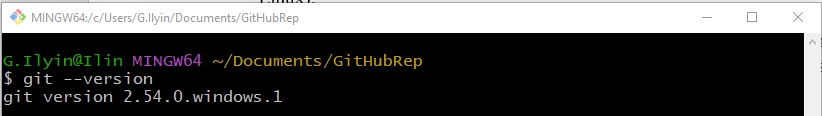 MINGW64:/c/Users/G.Ilyin/Documents/GitHubRep
G.Ilyin@Ilin MINGW64 ~/Documents/GitHubRep
$ git --version
git version 2.54.0.windows.1